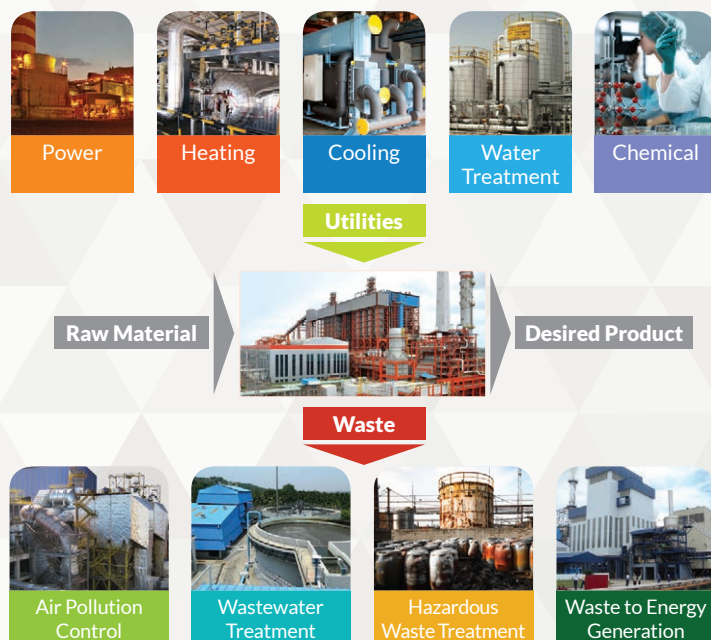 Power
Heating
Cooling
Water
Treatment
Chemical
Utilities
Raw Material
Desired Product
Waste
Air Pollution
Control
Wastewater
Treatment
Hazardous
Waste Treatment
Waste to Energy
Generation